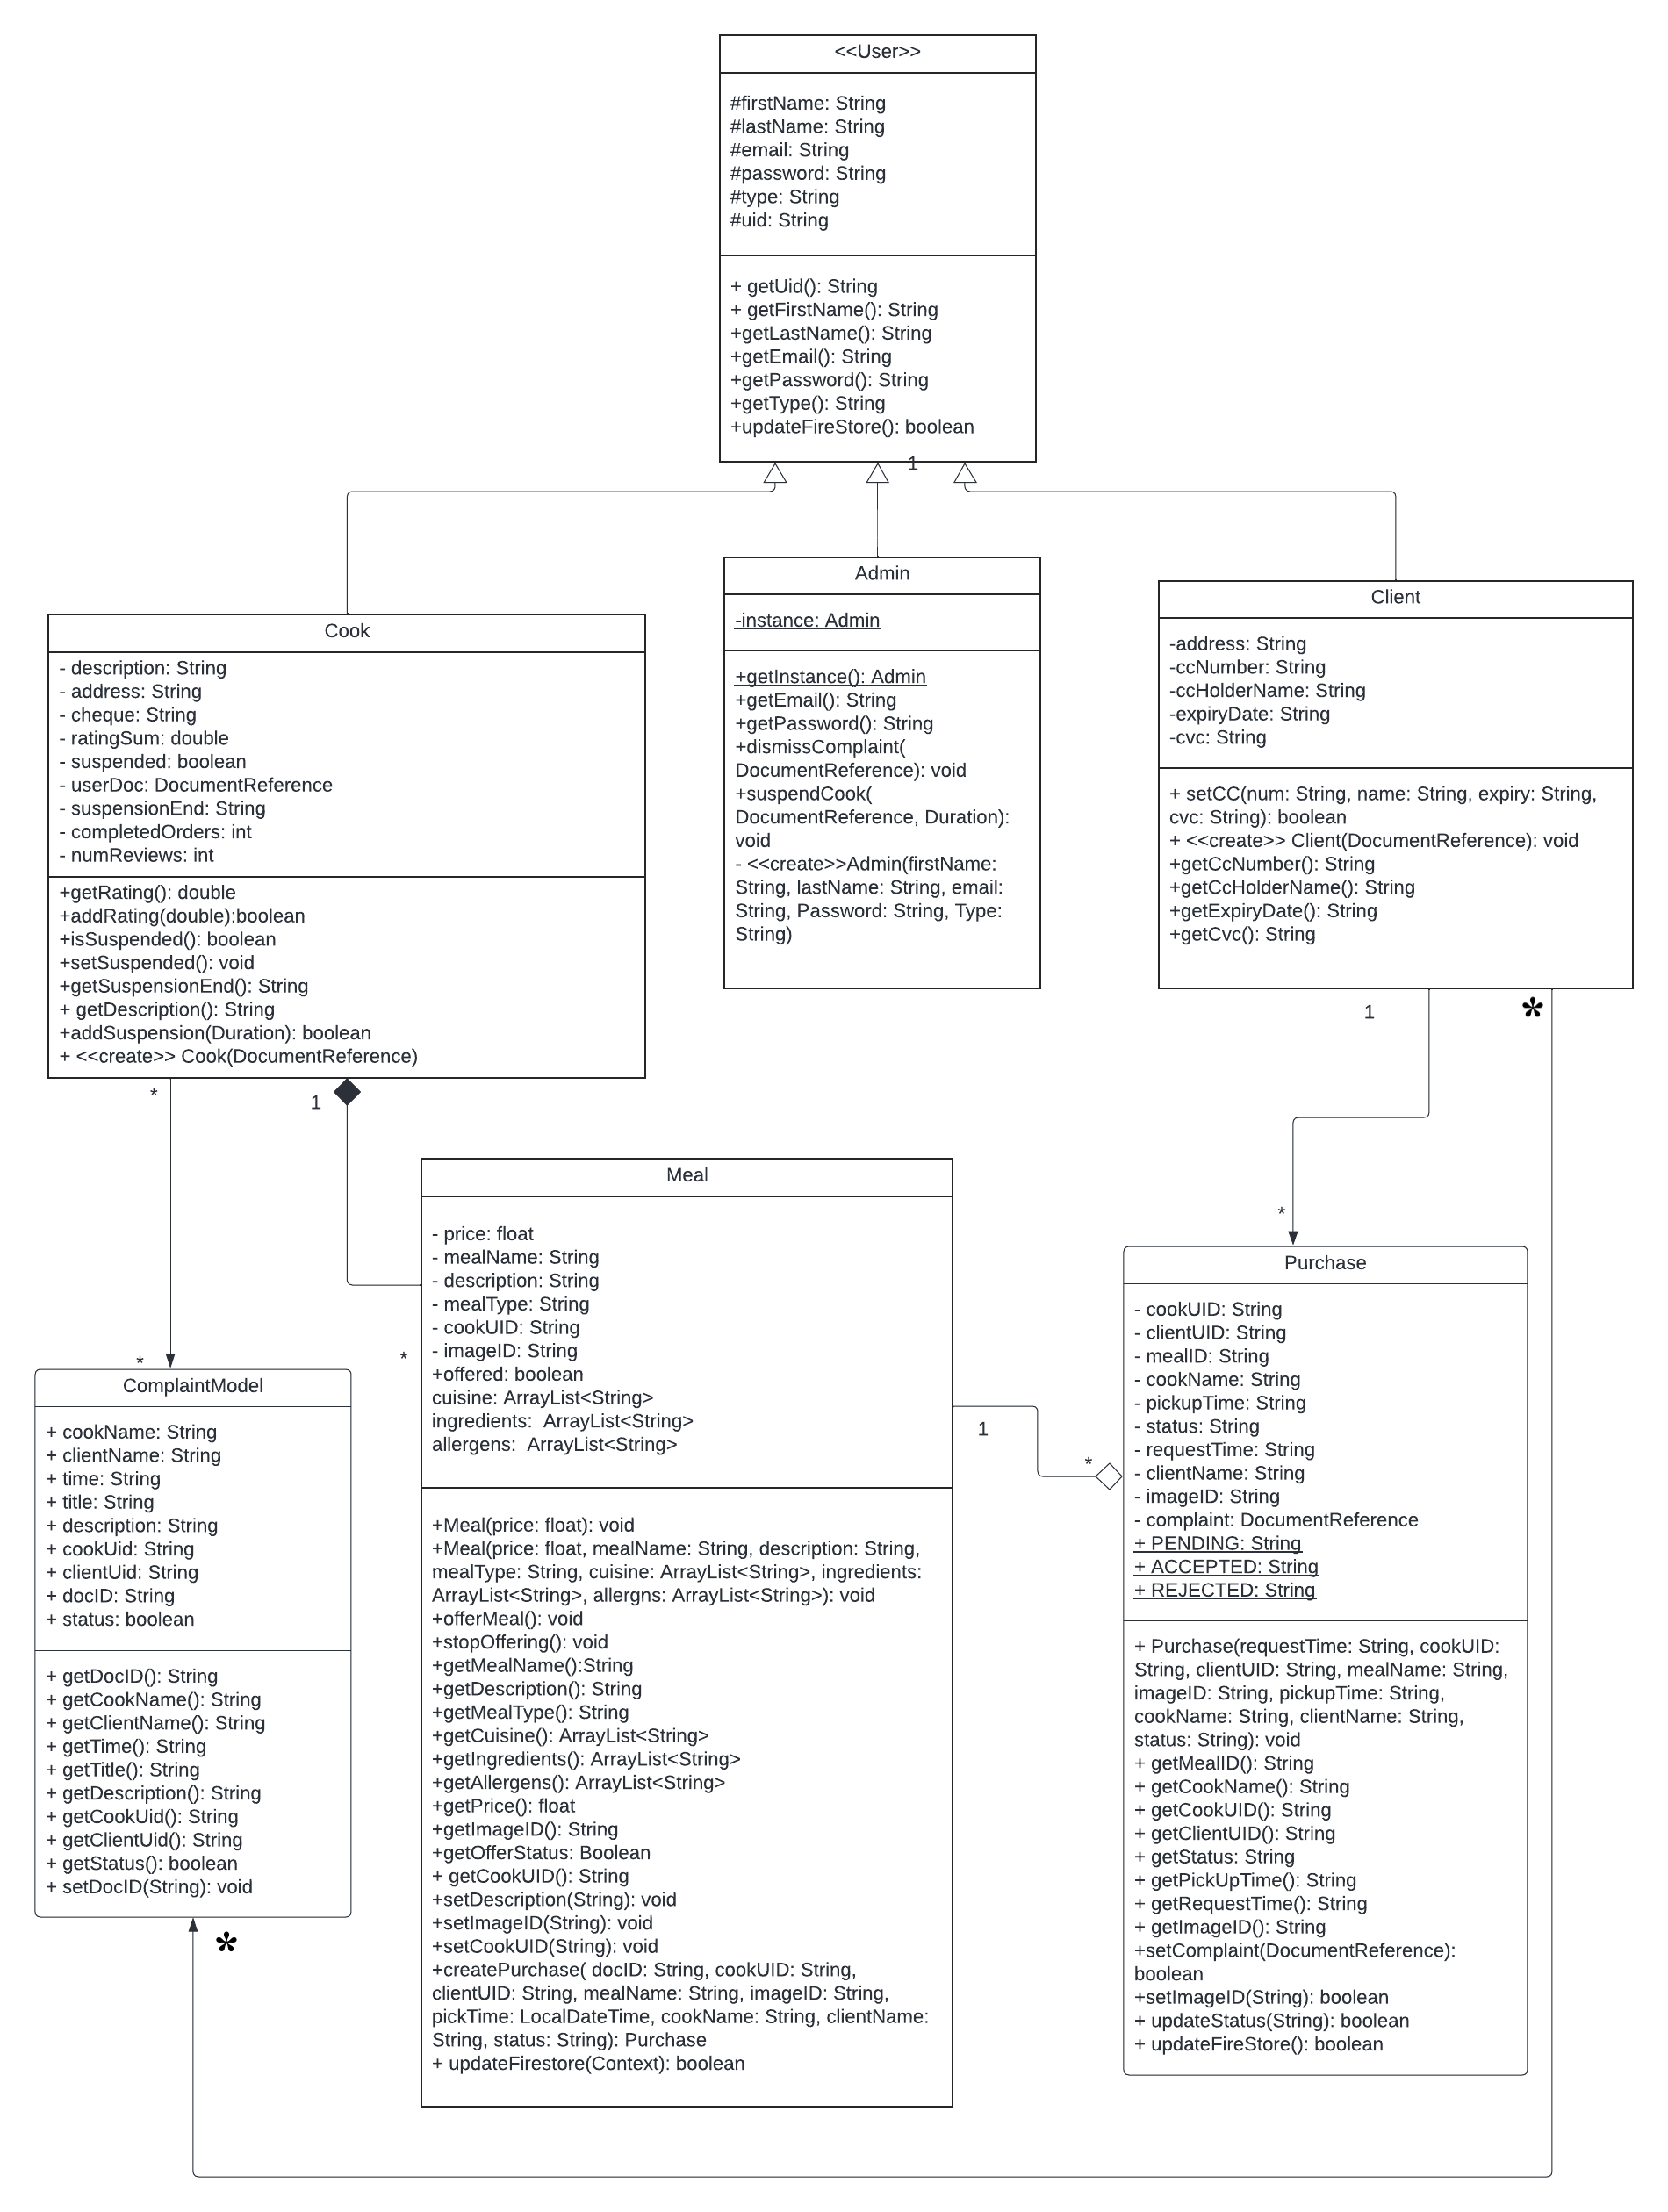 <<User>>
#firstName: String
#lastName: String
#email: String
#password: String
#type: String
#uid: String
+ getUid(): String
+ getFirstName(): String
+getLastName(): String
+getEmail(): String
+getPassword(): String
+getType(): String
+updateFireStore(): boolean
1
Cook
- description: String
- address: String
- cheque: String
- ratingSum: double
- suspended: boolean
- userDoc: DocumentReference
- suspensionEnd: String
- completedOrders: int
- numReviews: int
+getRating(): double
+addRating(double):boolean
+isSuspended(): boolean
+setSuspended(): void
+getSuspensionEnd(): String
+ getDescription(): String
+addSuspension(Duration): boolean
+ <<create>> Cook(DocumentReference)
Admin
-instance: Admin
+getInstance(): Admin
+getEmail(): String
+getPassword(): String
+dismissComplaint(
DocumentReference): void
+suspendCook(
DocumentReference, Duration):
void
- <<create>>Admin(firstName:
String, lastName: String, email:
String, Password: String, Type:
String)
Client
-address: String
-ccNumber: String
-ccHolderName: String
-expiryDate: String
-cvc: String
+ setCC(num: String, name: String, expiry: String,
cvc: String): boolean
+ <<create>> Client(DocumentReference): void
+getCcNumber(): String
+getCcHolderName(): String
+getExpiryDate(): String
+getCvc(): String
*
1
1
*
Meal
- price: float
- mealName: String
- description: String
- mealType: String
- cookUID: String
- imageID: String
+offered: boolean
cuisine: ArrayList<String>
ingredients:  ArrayList<String>
allergens:  ArrayList<String>
+Meal(price: float): void
+Meal(price: float, mealName: String, description: String,
mealType: String, cuisine: ArrayList<String>, ingredients:
ArrayList<String>, allergns: ArrayList<String>): void
+offerMeal(): void
+stopOffering(): void
+getMealName():String
+getDescription(): String
+getMealType(): String
+getCuisine(): ArrayList<String>
+getIngredients(): ArrayList<String>
+getAllergens(): ArrayList<String>
+getPrice(): float
+getImageID(): String
+getOfferStatus: Boolean
+ getCookUID(): String
+setDescription(String): void
+setImageID(String): void
+setCookUID(String): void
+createPurchase( docID: String, cookUID: String,
clientUID: String, mealName: String, imageID: String,
pickTime: LocalDateTime, cookName: String, clientName:
String, status: String): Purchase
+ updateFirestore(Context): boolean
*
*
1
*
*
Purchase
- cookUID: String
- clientUID: String
- mealID: String
- cookName: String
- pickupTime: String
- status: String
- requestTime: String
- clientName: String
- imageID: String
- complaint: DocumentReference
+ PENDING: String
+ ACCEPTED: String
+ REJECTED: String
+ Purchase(requestTime: String, cookUID:
String, clientUID: String, mealName: String,
imageID: String, pickupTime: String,
cookName: String, clientName: String,
status: String): void
+ getMealID(): String
+ getCookName(): String
+ getCookUID(): String
+ getClientUID(): String
+ getStatus: String
+ getPickUpTime(): String
+ getRequestTime(): String
+ getImageID(): String
+setComplaint(DocumentReference):
boolean
+setImageID(String): boolean
+ updateStatus(String): boolean
+ updateFireStore(): boolean
ComplaintModel
+ cookName: String
+ clientName: String
+ time: String
+ title: String
+ description: String
+ cookUid: String
+ clientUid: String
+ docID: String
+ status: boolean
+ getDocID(): String
+ getCookName(): String
+ getClientName(): String
+ getTime(): String
+ getTitle(): String
+ getDescription(): String
+ getCookUid(): String
+ getClientUid(): String
+ getStatus(): boolean
+ setDocID(String): void
*